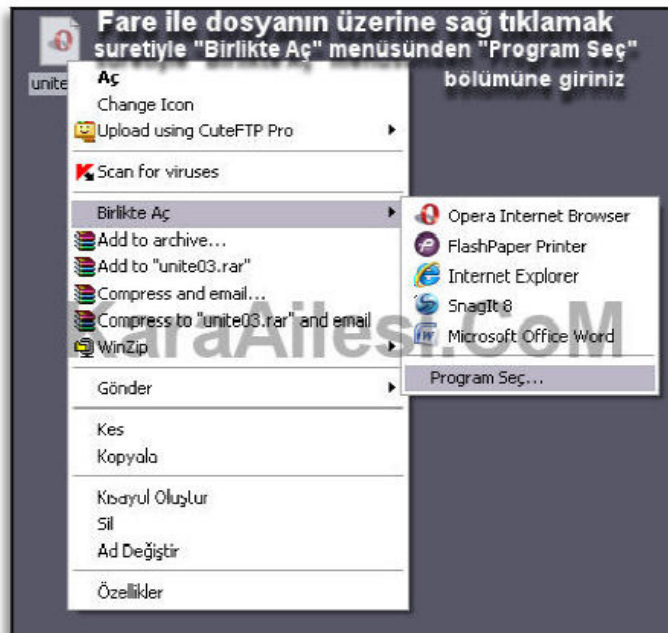 Fare ile dosyanın üzerine sağ tıklamak
suretiyle "Birlikte Aç" menüsünden "Program Seç"
bölümüne giriniz
unite
Aç
Change Icon
Upload using CuteFTP Pro
Scan for viruses
Birlikte Aç
Add to archive...
Add to "unite03.rar"
Compress and email...
Compress to "unite03.rar" and email
WinZip
Gönder
Kes
Kopyala
Kısayul Oluştur
Sil
Ad Değiştir
Özellikler
Opera Internet Browser
FlashPaper Printer
Internet Explorer
SnagIt 8
Microsoft Office Word
Program Seç...
KaraAilesi.CoM